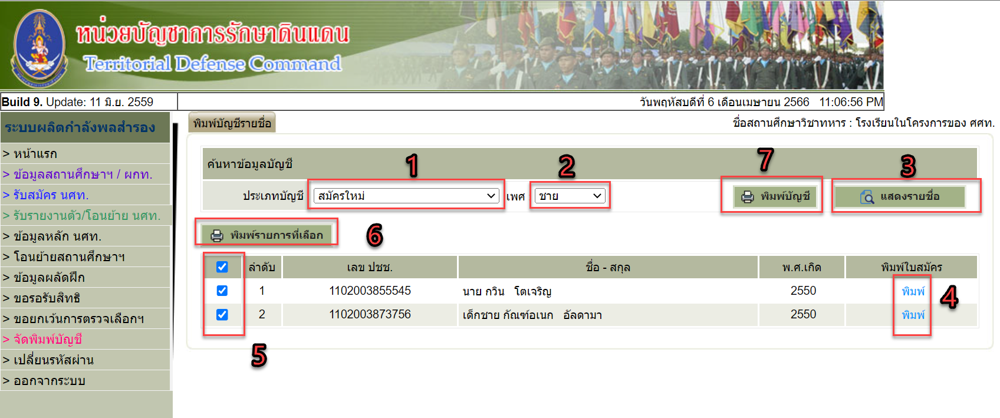 หน่วยบัญชาการรักษาดินแดน
Territorial Defense Command
Build 9. Update: 11 มิ.ย. 2559
วันพฤหัสบดีที่ 6 เดือนเมษายน 2566 11:06:56 PM
ระบบผลิตกำลังพลสำรอง
> หน้าแรก
> ข้อมูลสถานศึกษาฯ / ผกท.
> รับสมัคร นศท.
> รับรายงานตัว/โอนย้าย นศท.
> ข้อมูลหลัก นศท.
> โอนย้ายสถานศึกษาฯ
> ข้อมูลผลัดฝึก
> ขอรอรับสิทธิ
> ขอยกเว้นการตรวจเลือกฯ
> จัดพิมพ์บัญชี
> เปลี่ยนรหัสผ่าน
> ออกจากระบบ
พิมพ์บัญชีรายชื่อ
ชื่อสถานศึกษาวิชาทหาร : โรงเรียนในโครงการของ ศศท.
ค้นหาข้อมูลบัญชี
1 2 7 3
ประเภทบัญชี สมัครใหม่ เพศ ชาย พิมพ์บัญชี แสดงรายชื่อ
พิมพ์รายการที่เลือก 6
ลำดับ เลข ปชช. ชื่อ - สกุล พ.ศ.เกิด พิมพ์ใบสมัคร
1 1102003855545 นาย กวิน โตเจริญ 2550 พิมพ์
4
2 1102003873756 เด็กชาย กัณฑ์อเนก อัลดามา 2550 พิมพ์
5